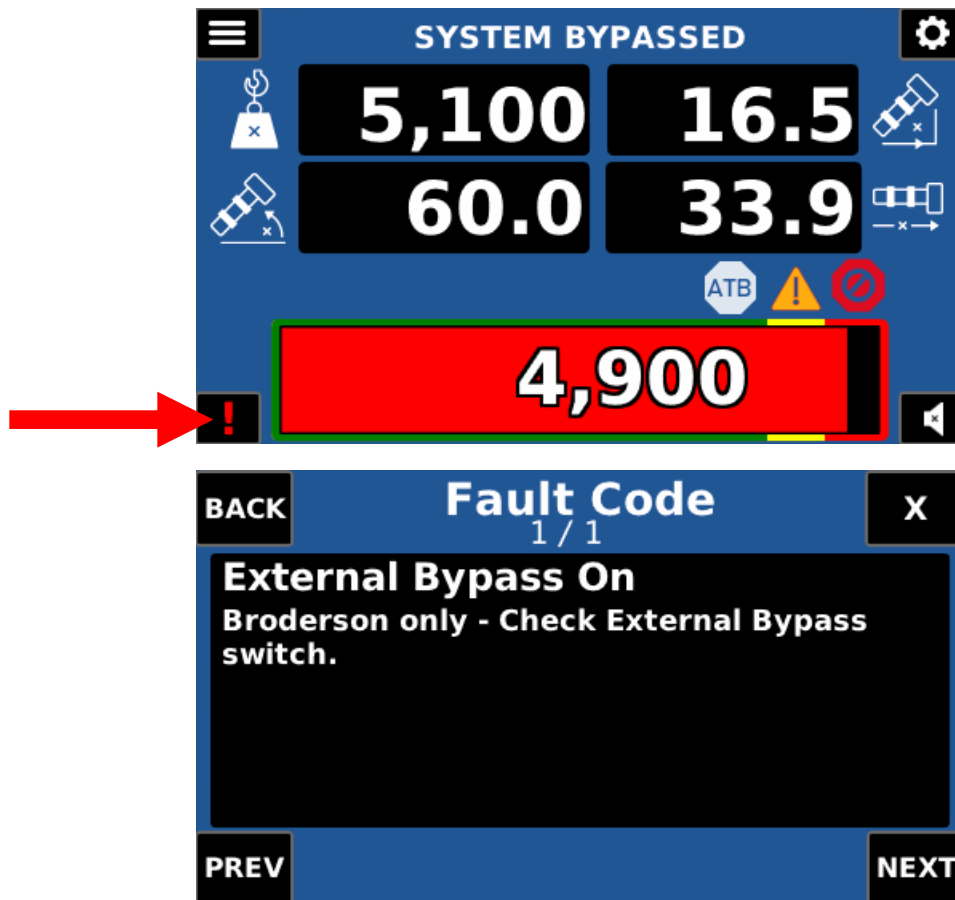 SYSTEM BYPASSED
x
5,100
16.5
x
x
60.0
33.9
x
ATB
!
4,900
!
x
BACK
Fault Code
X
1 / 1
External Bypass On
Broderson only - Check External Bypass
switch.
PREV
NEXT